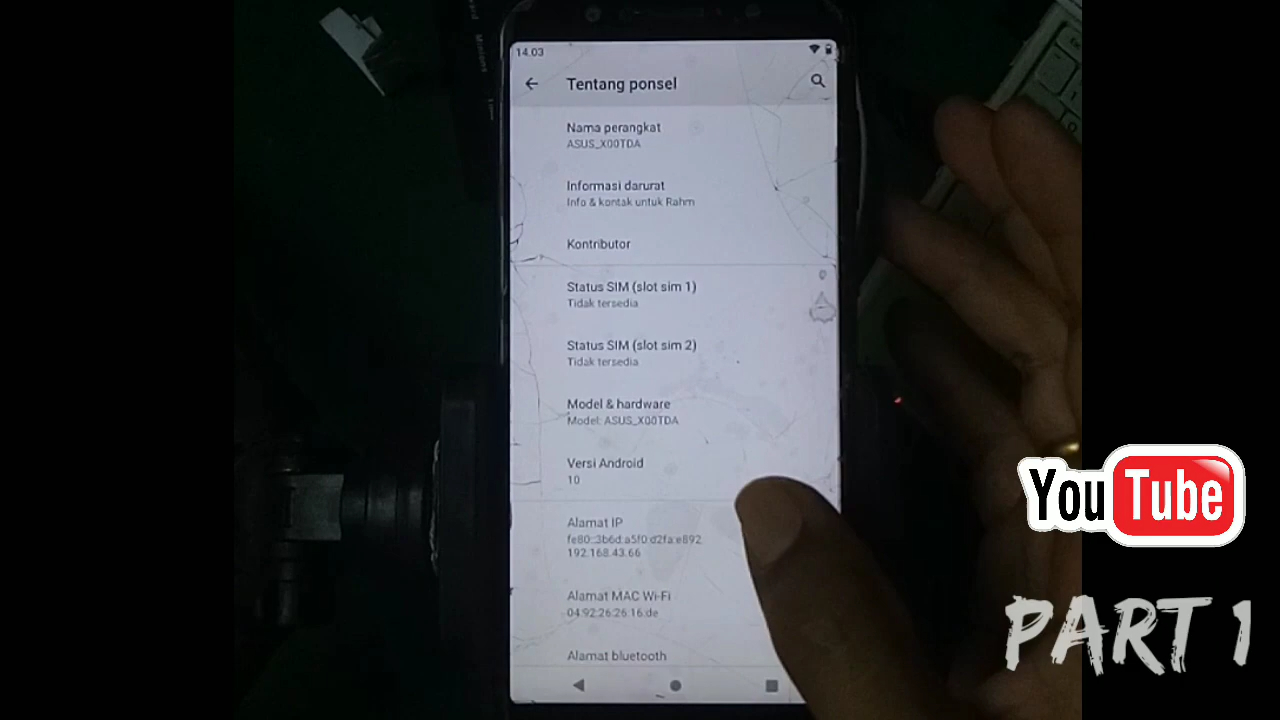 14.03
Tentang ponsel
Nama perangkat
ASUS_X00TDA
Informasi darurat
Info & kontak untuk Rahm
Kontributor
Status SIM (slot sim 1)
Tidak tersedia
Status SIM (slot sim 2)
Tidak tersedia
Model & hardware
Model: ASUS_X00TDA
Versi Android
10
Alamat IP
fe80::3b6d:a5f0:d2fa:e892
192.168.43.66
Alamat MAC Wi-Fi
04:92:26:26:16:de
Alamat bluetooth
YouTube
PART 1